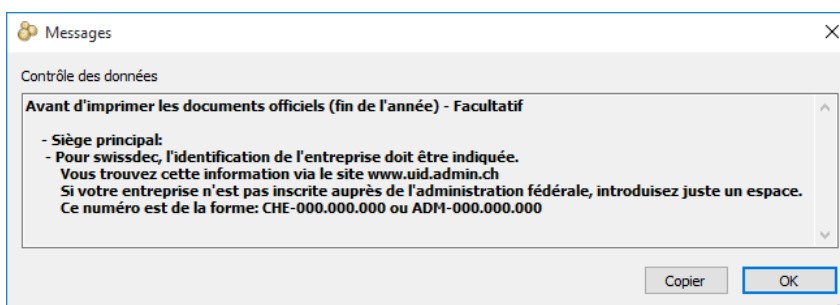 Messages
Contrôle des données
Avant d'imprimer les documents officiels (fin de l'année) - Facultatif
- Siège principal:
- Pour swissdec, l'identification de l'entreprise doit être indiquée.
Vous trouvez cette information via le site www.uid.admin.ch
Si votre entreprise n'est pas inscrite auprès de l'administration fédérale, introduisez juste un espace.
Ce numéro est de la forme: CHE-000.000.000 ou ADM-000.000.000
Copier
OK